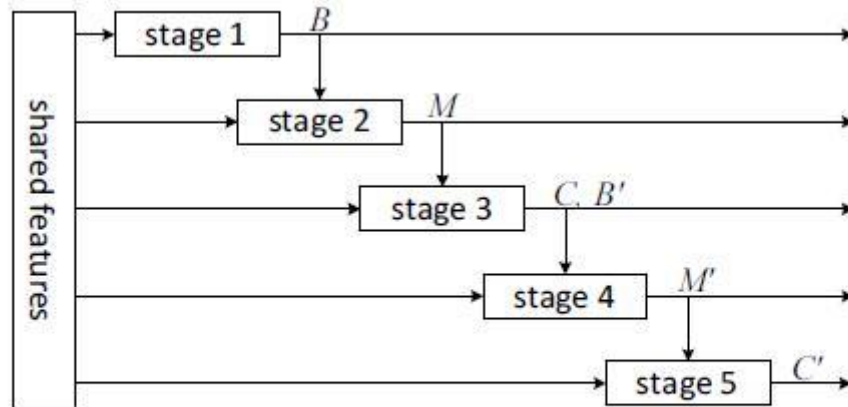 shared features
stage 1
B
stage 2
M
stage 3
C, B′
stage 4
M′
stage 5
C′